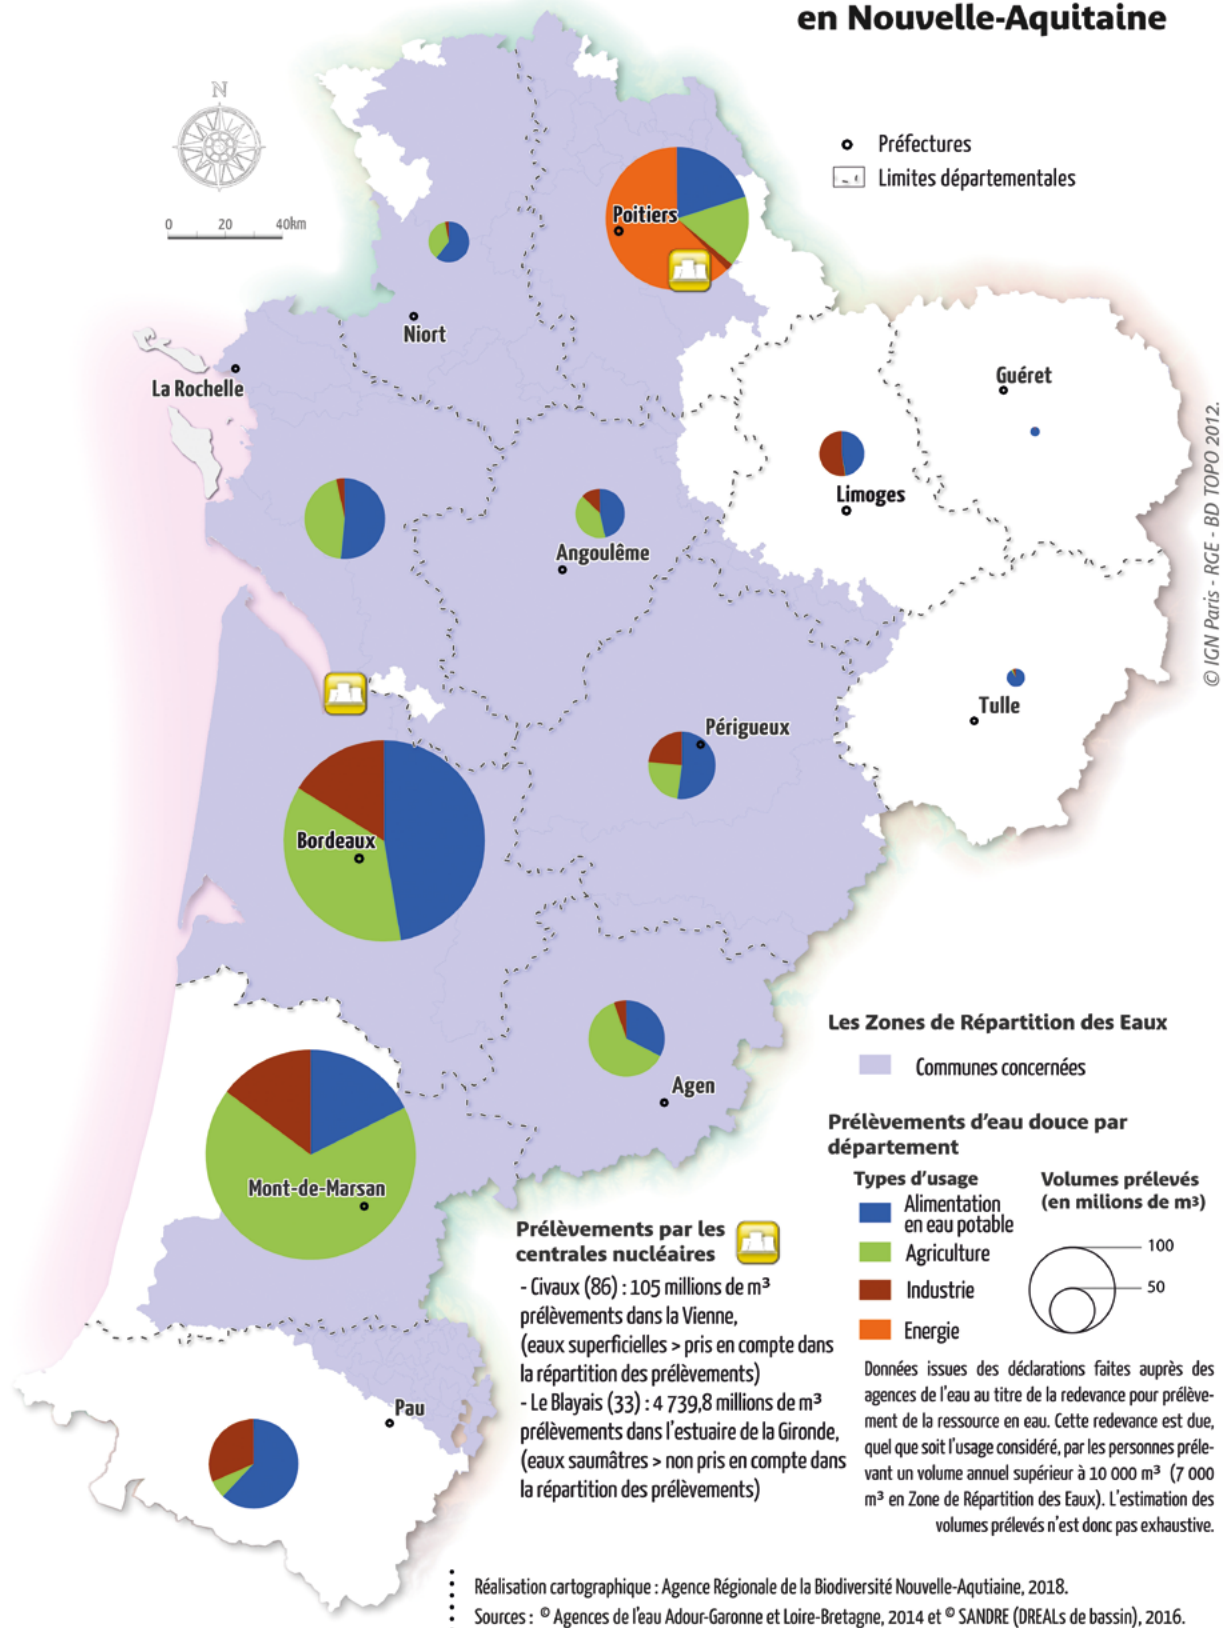 en Nouvelle-Aquitaine
N
Préfectures
Limites départementales
0 20 40km
Poitiers
Niort
La Rochelle
Guéret
Limoges
Angoulême
© IGN Paris - RGE - BD TOPO 2012.
Tulle
Périgueux
Bordeaux
Agen
Mont-de-Marsan
Pau
Les Zones de Répartition des Eaux
Communes concernées
Prélèvements d'eau douce par
département
Types d'usage
Alimentation
en eau potable
Agriculture
Industrie
Energie
Volumes prélevés
(en milions de m³)
100
50
Prélèvements par les
centrales nucléaires
- Civaux (86) : 105 millions de m³
prélèvements dans la Vienne,
(eaux superficielles > pris en compte dans
la répartition des prélèvements)
- Le Blayais (33) : 4 739,8 millions de m³
prélèvements dans l'estuaire de la Gironde,
(eaux saumâtres > non pris en compte dans
la répartition des prélèvements)
Données issues des déclarations faites auprès des
agences de l'eau au titre de la redevance pour prélève-
ment de la ressource en eau. Cette redevance est due,
quel que soit l'usage considéré, par les personnes préle-
vant un volume annuel supérieur à 10 000 m³ (7 000
m³ en Zone de Répartition des Eaux). L'estimation des
volumes prélevés n'est donc pas exhaustive.
Réalisation cartographique : Agence Régionale de la Biodiversité Nouvelle-Aqutiaine, 2018.
Sources : © Agences de l'eau Adour-Garonne et Loire-Bretagne, 2014 et © SANDRE (DREALs de bassin), 2016.